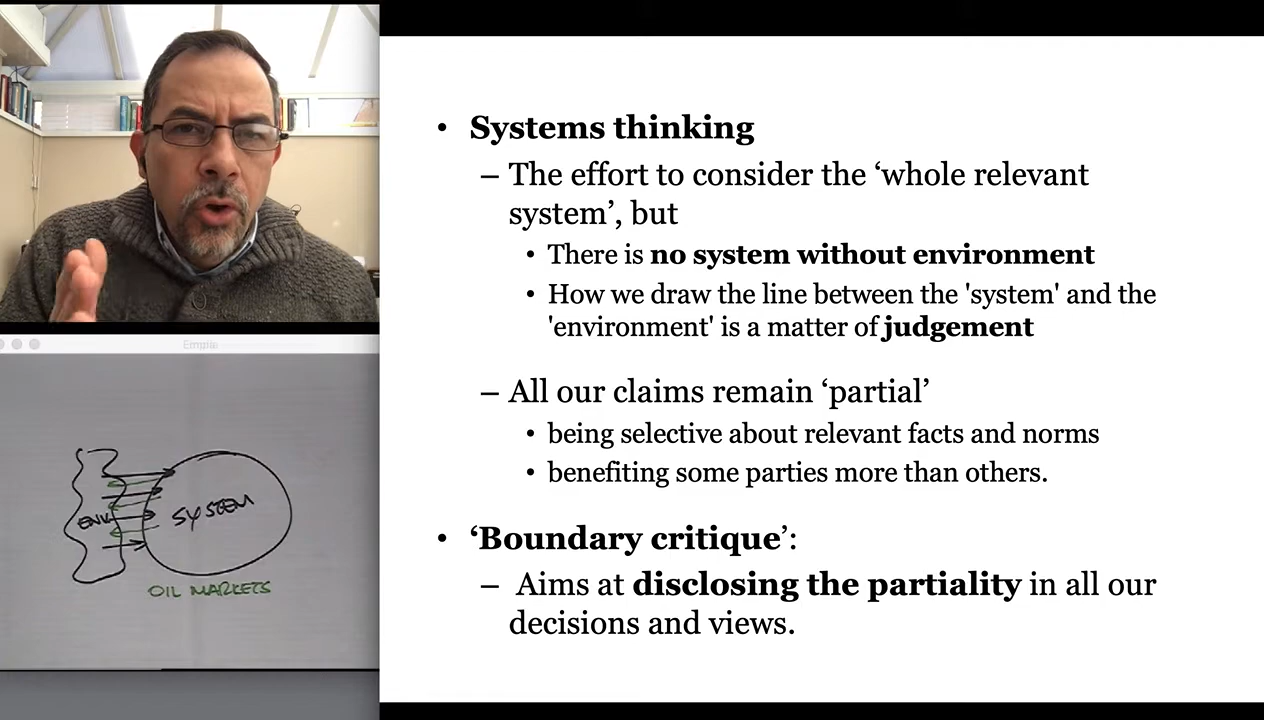 • Systems thinking
– The effort to consider the ‘whole relevant
system’, but
• There is no system without environment
• How we draw the line between the 'system' and the
'environment' is a matter of judgement
– All our claims remain ‘partial’
• being selective about relevant facts and norms
• benefiting some parties more than others.
• ‘Boundary critique’:
– Aims at disclosing the partiality in all our
decisions and views.
ENV
SYSTEM
OIL MARKETS